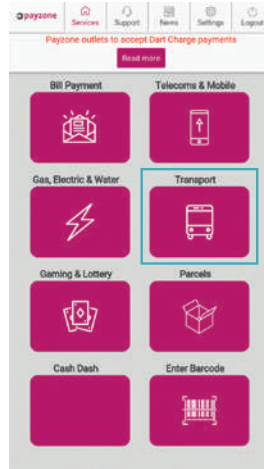 payzone
Services
Support
News
Settings
Logout
Payzone outlets to accept Dart Charge payments
Read more
Bill Payment
Telecoms & Mobile
Gas, Electric & Water
Transport
Gaming & Lottery
Parcels
Cash Dash
Enter Barcode